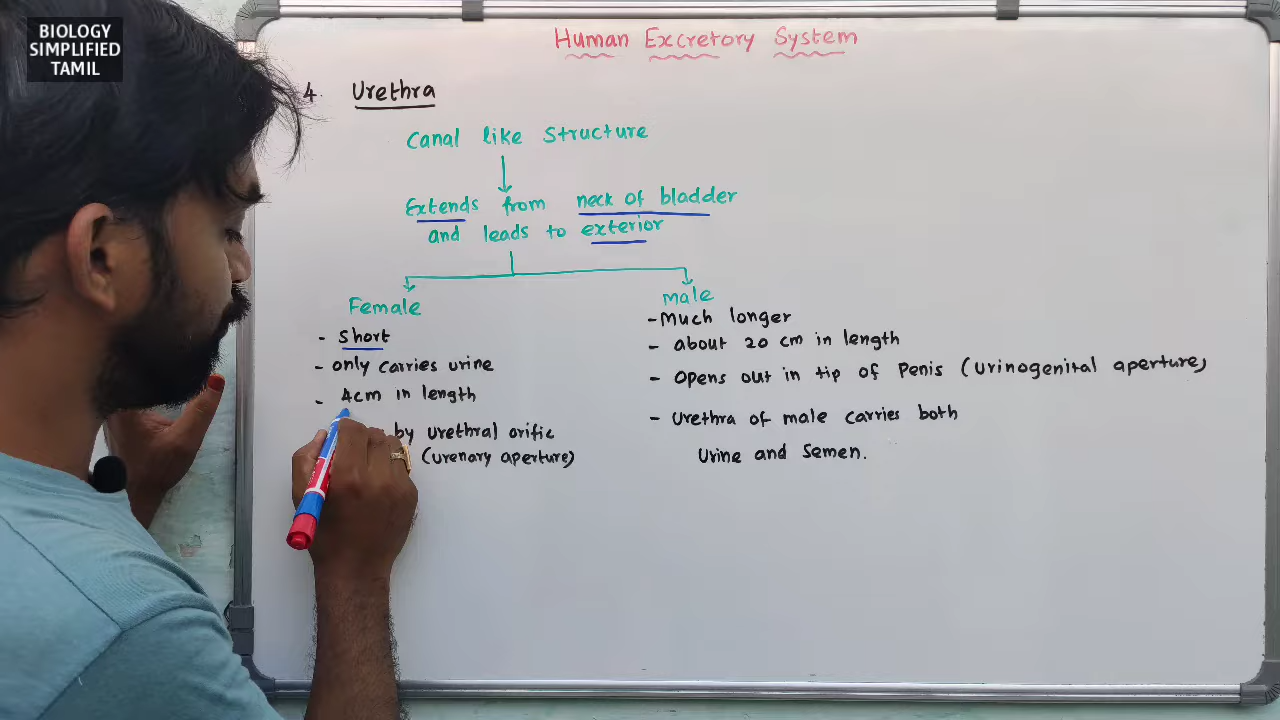 BIOLOGY
SIMPLIFIED
TAMIL
Human Excretory System
4. Urethra
Canal like structure
Extends from neck of bladder
and leads to exterior
Female
- Short
- only carries urine
- 4cm in length
by urethral orific
(urenary aperture)
Male
- Much longer
- about 20 cm in length
- Opens out in tip of Penis (urinogenital aperture)
- Urethra of male carries both
Urine and Semen.